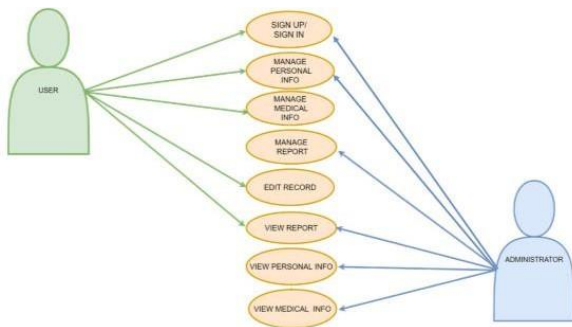 SIGN UP/
SIGN IN
MANAGE
PERSONAL
INFO
USER
MANAGE
MEDICAL
INFO
MANAGE
REPORT
EDIT RECORD
VIEW REPORT
ADMINISTRATOR
VIEW PERSONAL INFO
VIEW MEDICAL INFO